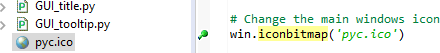 GUI_title.py
GUI_tooltip.py
pyc.ico
# Change the main windows icon
win.iconbitmap('pyc.ico')